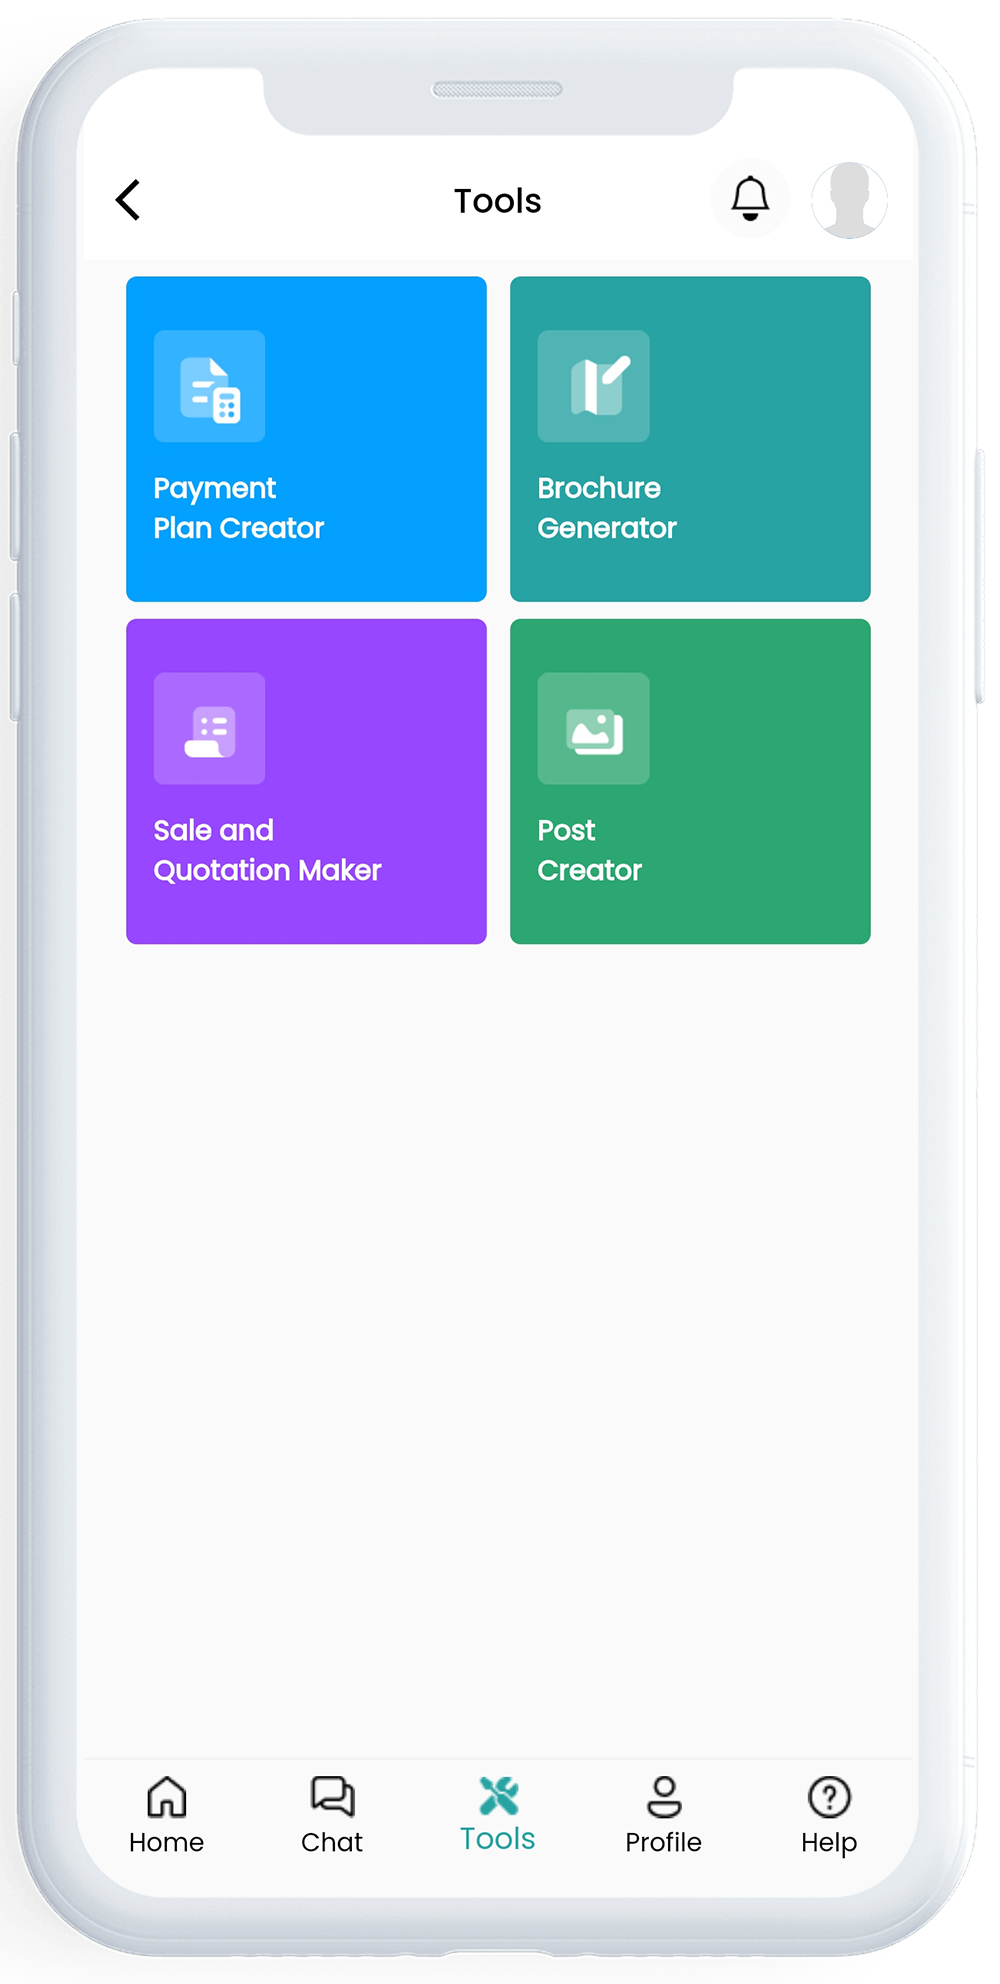 Tools
Payment
Plan Creator
Brochure
Generator
Sale and
Quotation Maker
Post
Creator
Home
Chat
Tools
Profile
Help